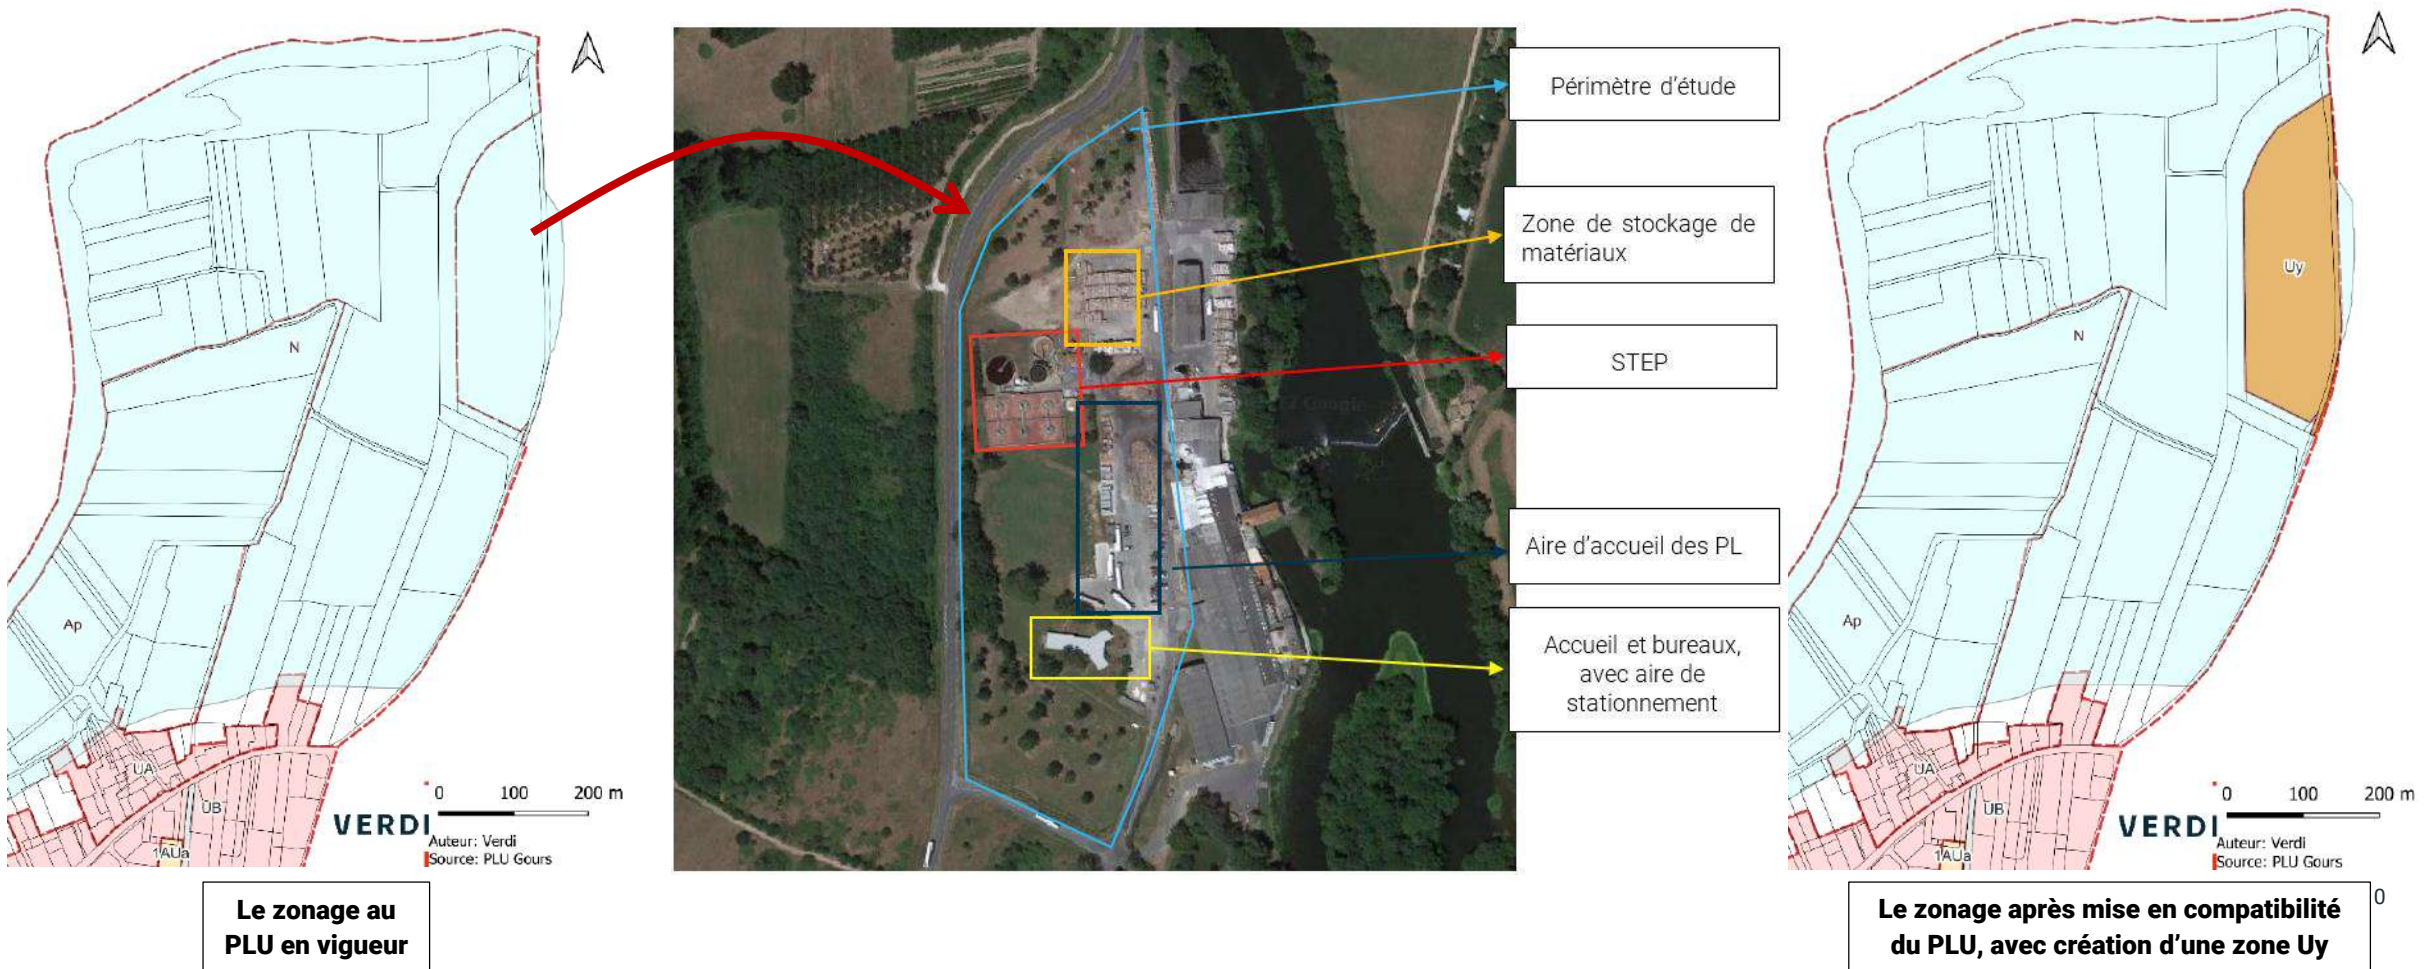 N
Ap
UA
UB
1AUa
0 100 200 m
VERDI
Auteur: Verdi
Source: PLU Gours
Le zonage au
PLU en vigueur
Périmètre d'étude
Zone de stockage de
matériaux
STEP
Aire d'accueil des PL
Accueil et bureaux,
avec aire de
stationnement
Google
Uy
N
Ap
UA
UB
1AUa
0 100 200 m
VERDI
Auteur: Verdi
Source: PLU Gours
0
Le zonage après mise en compatibilité
du PLU, avec création d'une zone Uy